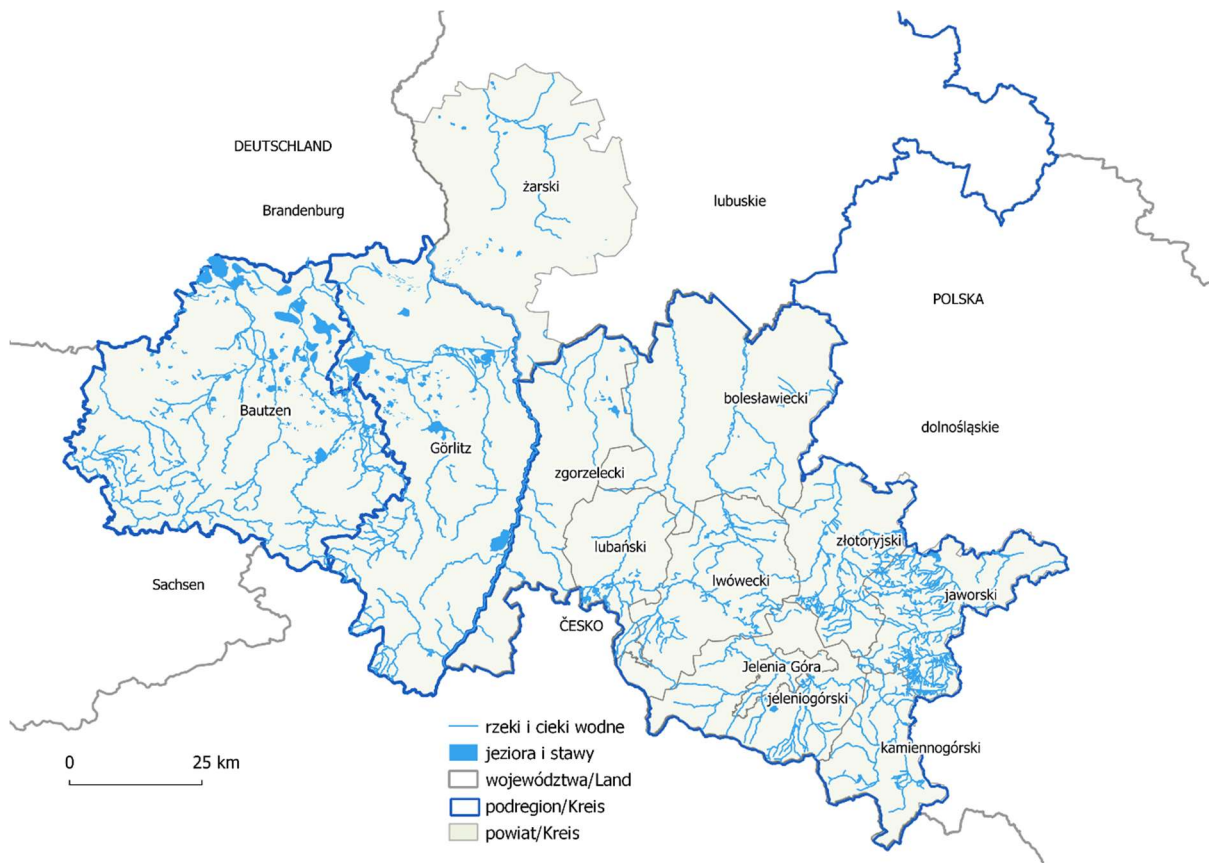 DEUTSCHLAND
Brandenburg
żarski
lubuskie
POLSKA
dolnośląskie
Bautzen
Görlitz
bolesławiecki
zgorzelecki
lubański
lwówecki
złotoryjski
jaworski
Sachsen
ČESKO
Jelenia Góra
jeleniogórski
kamiennogórski
rzeki i cieki wodne
jeziora i stawy
województwa/Land
podregion/Kreis
powiat/Kreis
0 25 km